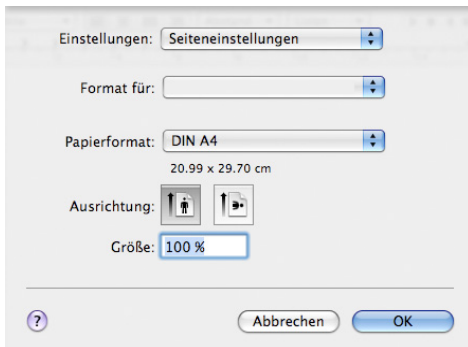 Einstellungen: Seiteneinstellungen
Format für:
Papierformat: DIN A4
20.99 x 29.70 cm
Ausrichtung:
Größe: 100 %
? Abbrechen OK